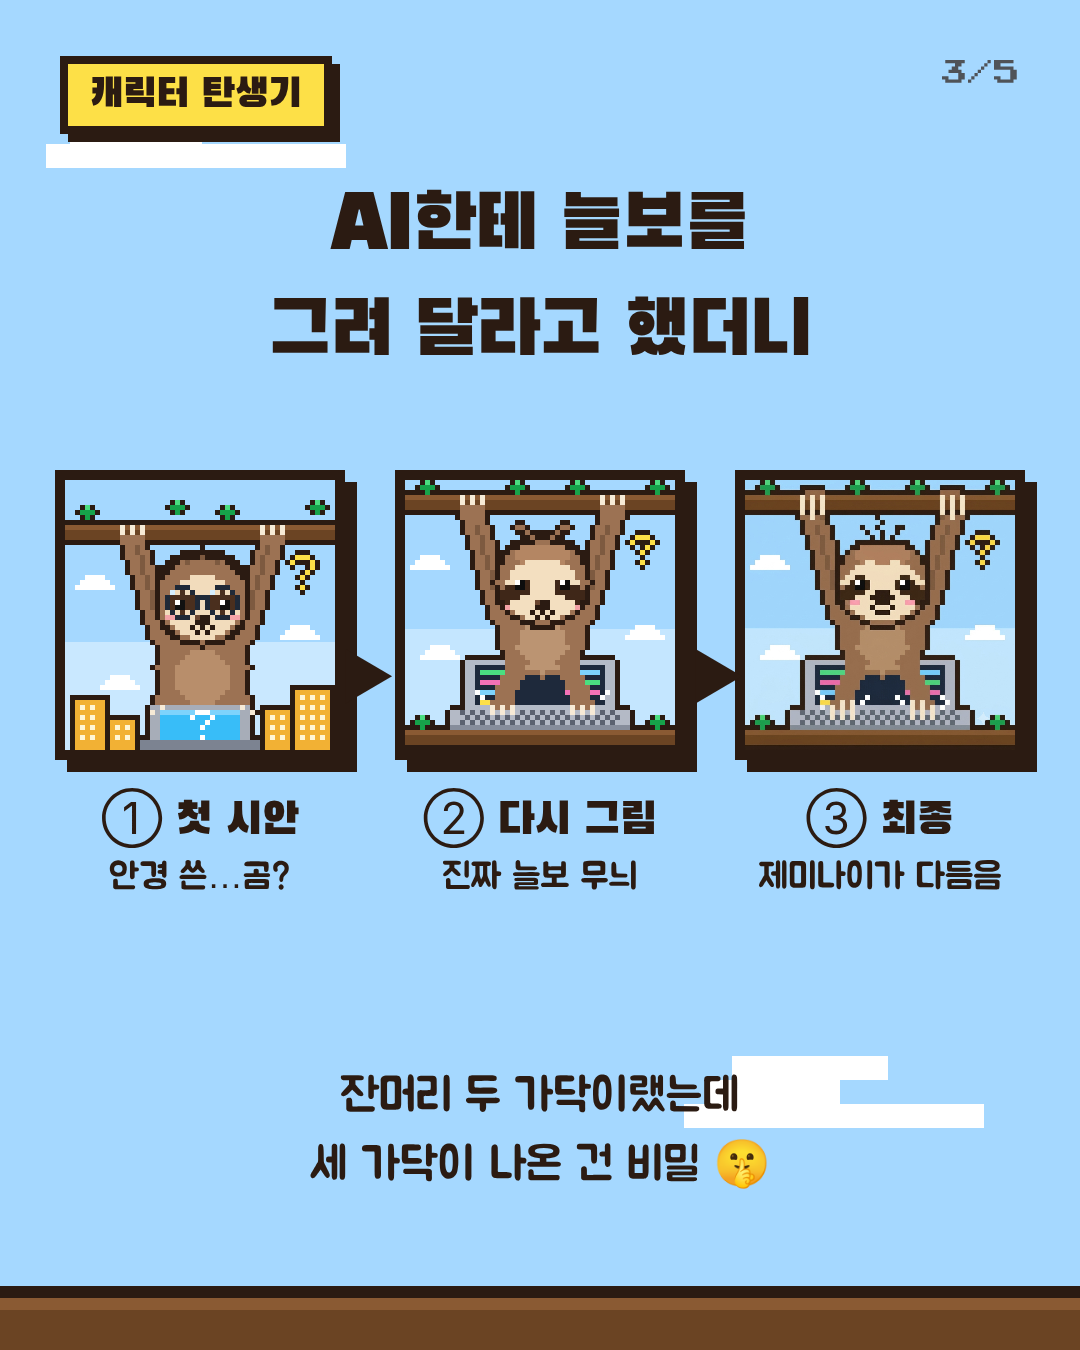 캐릭터 탄생기
3/5
AI한테 늘보를
그려 달라고 했더니
?
?
?
?
① 첫 시안
안경 쓴...곰?
② 다시 그림
진짜 늘보 무늬
③ 최종
제미나이가 다듬음
잔머리 두 가닥이랬는데
세 가닥이 나온 건 비밀 🤫